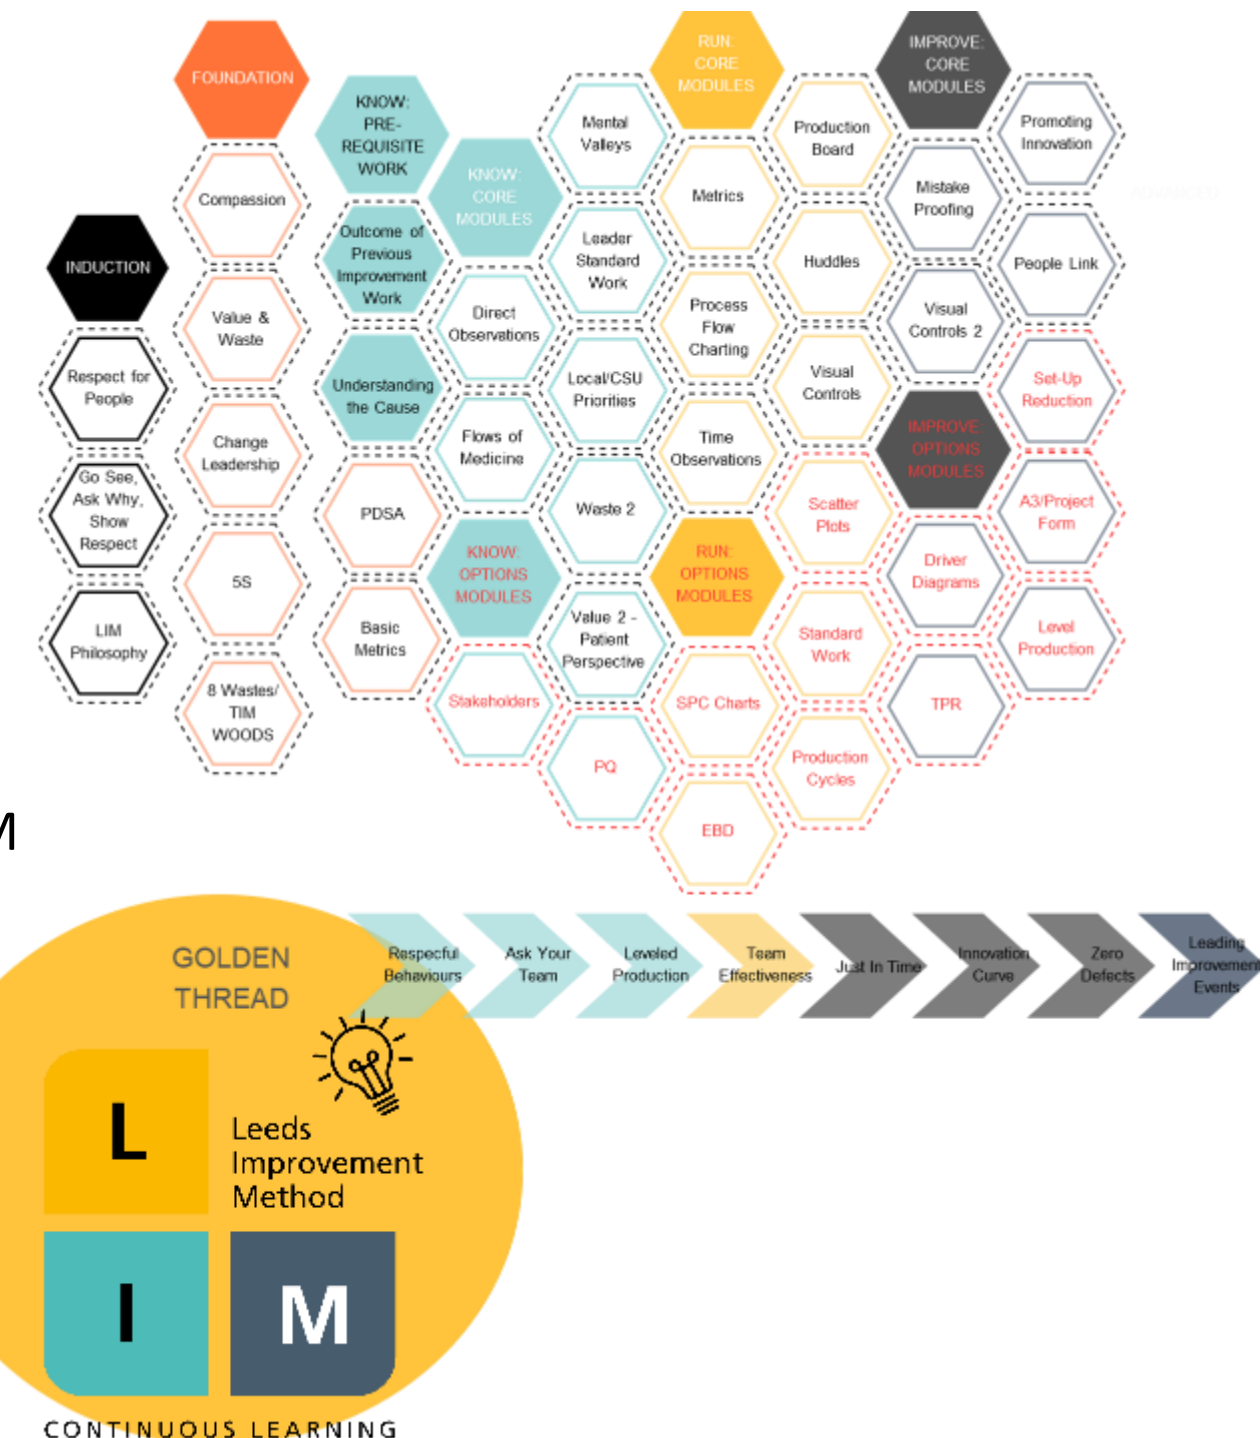 INDUCTION
Respect for
People
Go See,
Ask Why,
Show
Respect
LIM
Philosophy
FOUNDATION
Compassion
Value &
Waste
Change
Leadership
5S
8 Wastes/
TIM
WOODS
KNOW:
PRE-
REQUISITE
WORK
Outcome of
Previous
Improvement
Work
Understanding
the Cause
PDSA
Basic
Metrics
KNOW:
CORE
MODULES
Direct
Observations
Flows of
Medicine
KNOW:
OPTIONS
MODULES
Stakeholders
Mental
Valleys
Leader
Standard
Work
Local/CSU
Priorities
Waste 2
Value 2 -
Patient
Perspective
PQ
RUN:
CORE
MODULES
Metrics
Process
Flow
Charting
Time
Observations
RUN:
OPTIONS
MODULES
SPC Charts
EBD
Production
Board
Huddles
Visual
Controls
Scatter
Plots
Standard
Work
Production
Cycles
IMPROVE:
CORE
MODULES
Mistake
Proofing
Visual
Controls 2
IMPROVE:
OPTIONS
MODULES
Driver
Diagrams
TPR
Promoting
Innovation
People Link
Set-Up
Reduction
A3/Project
Form
Level
Production
ADVANCED
M
GOLDEN
THREAD
Respecful
Behaviours
Ask Your
Team
Leveled
Production
Team
Effectiveness
Just In Time
Innovation
Curve
Zero
Defects
Leading
Improvement
Events
L
Leeds
Improvement
Method
I
M
CONTINUOUS LEARNING